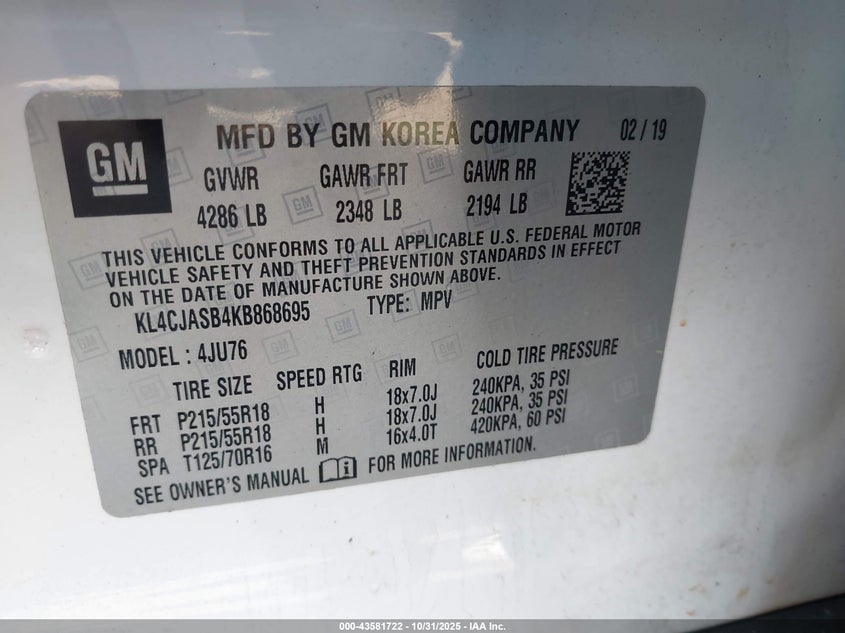 GM
MFD BY GM KOREA COMPANY 02 / 19
GVWR GAWR FRT GAWR RR
4286 LB 2348 LB 2194 LB
THIS VEHICLE CONFORMS TO ALL APPLICABLE U.S. FEDERAL MOTOR
VEHICLE SAFETY AND THEFT PREVENTION STANDARDS IN EFFECT
ON THE DATE OF MANUFACTURE SHOWN ABOVE.
KL4CJASB4KB868695 TYPE: MPV
MODEL : 4JU76
TIRE SIZE SPEED RTG RIM COLD TIRE PRESSURE
FRT P215/55R18 H 18x7.0J 240KPA, 35 PSI
RR P215/55R18 H 18x7.0J 240KPA, 35 PSI
SPA T125/70R16 M 16x4.0T 420KPA, 60 PSI
SEE OWNER'S MANUAL FOR MORE INFORMATION.
000-43581722 - 10/31/2025 - IAA Inc.